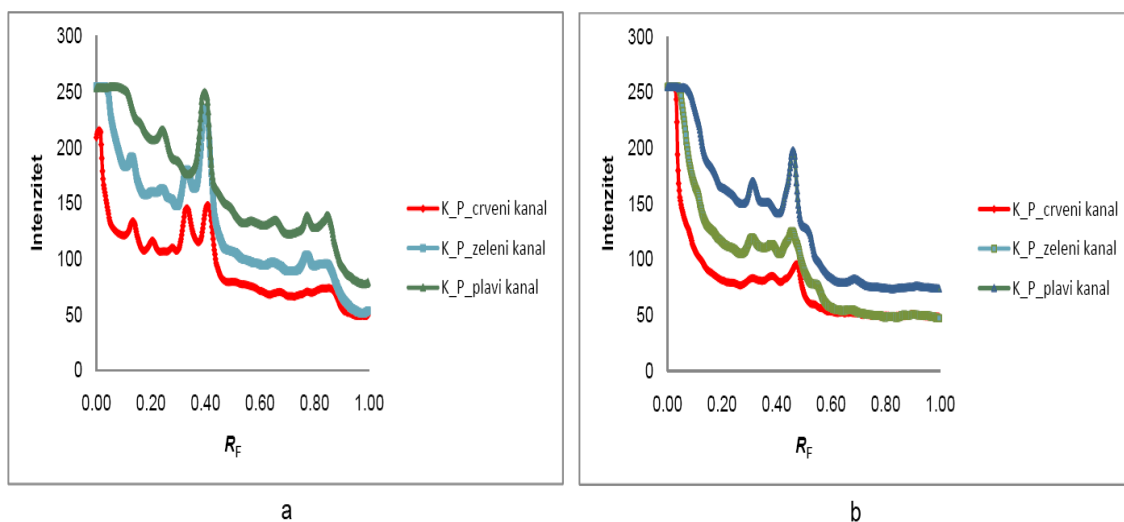 300
250
200
150
100
50
0
Intenzitet
0.00 0.20 0.40 0.60 0.80 1.00
RF
K_P_crveni kanal
K_P_zeleni kanal
K_P_plavi kanal
a
300
250
200
150
100
50
0
Intenzitet
0.00 0.20 0.40 0.60 0.80 1.00
RF
K_P_crveni kanal
K_P_zeleni kanal
K_P_plavi kanal
b